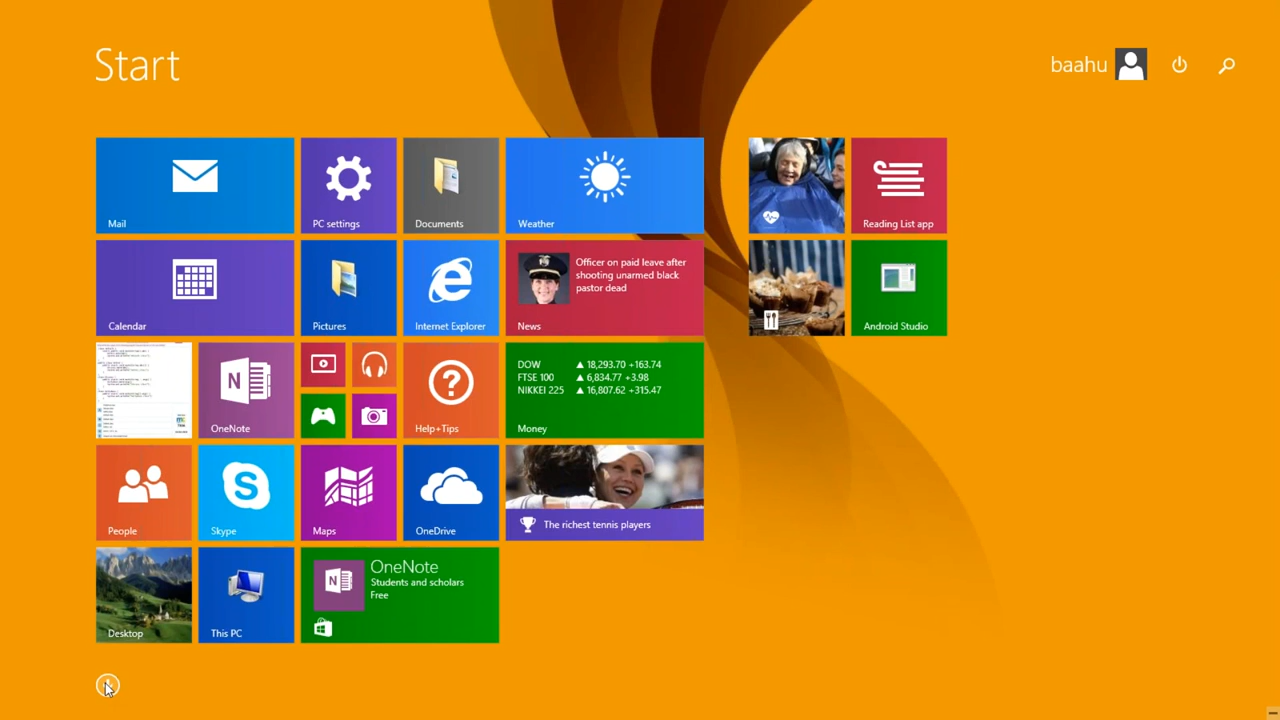 Start
baahu
Mail
PC settings
Documents
Weather
Reading List app
Calendar
Pictures
Internet Explorer
Officer on paid leave after
shooting unarmed black
pastor dead
News
Android Studio
OneNote
Help+Tips
DOW ▲ 18,293.70 +163.74
FTSE 100 ▲ 6,834.77 +3.98
NIKKEI 225 ▲ 16,807.62 +315.47
Money
People
Skype
Maps
OneDrive
The richest tennis players
Desktop
This PC
OneNote
Students and scholars
Free